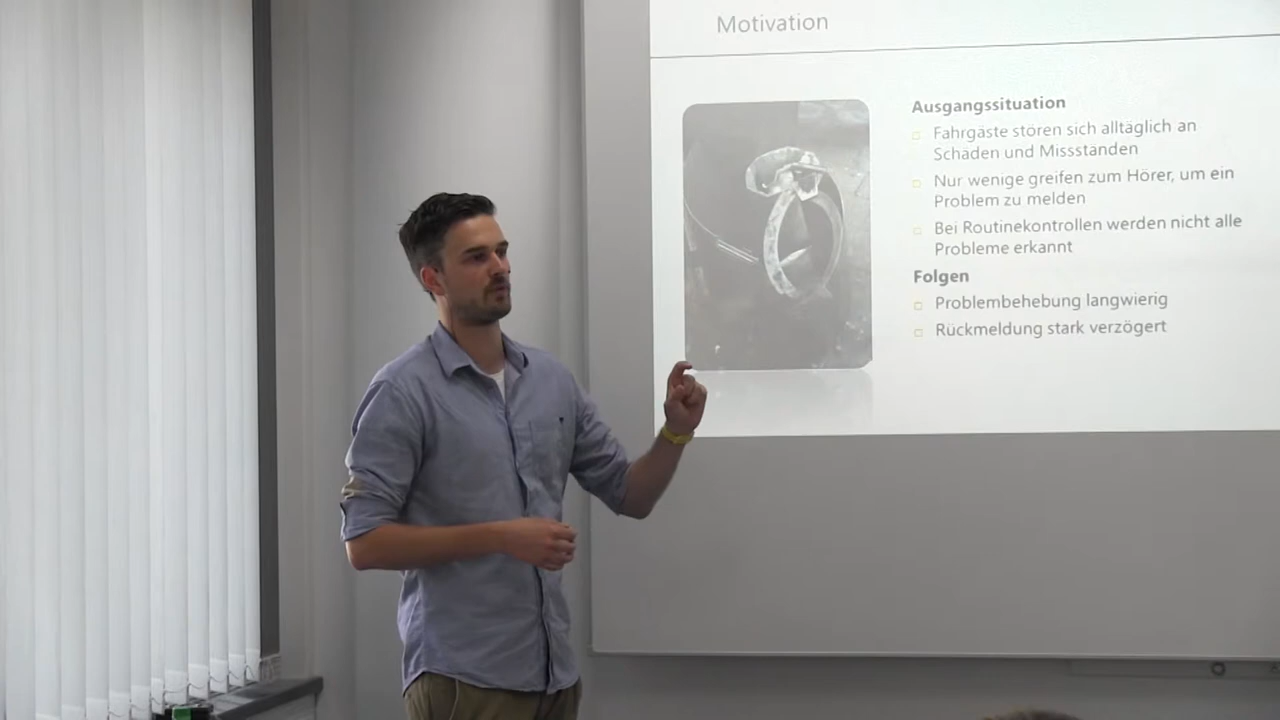 Motivation
Ausgangssituation
Fahrgäste stören sich alltäglich an
Schäden und Missstanden
Nur wenige greifen zum Hörer, um ein
Problem zu melden
Bei Routinekontrollen werden nicht alle
Probleme erkannt
Folgen
Problembehebung langwierig
Rückmeldung stark verzögert